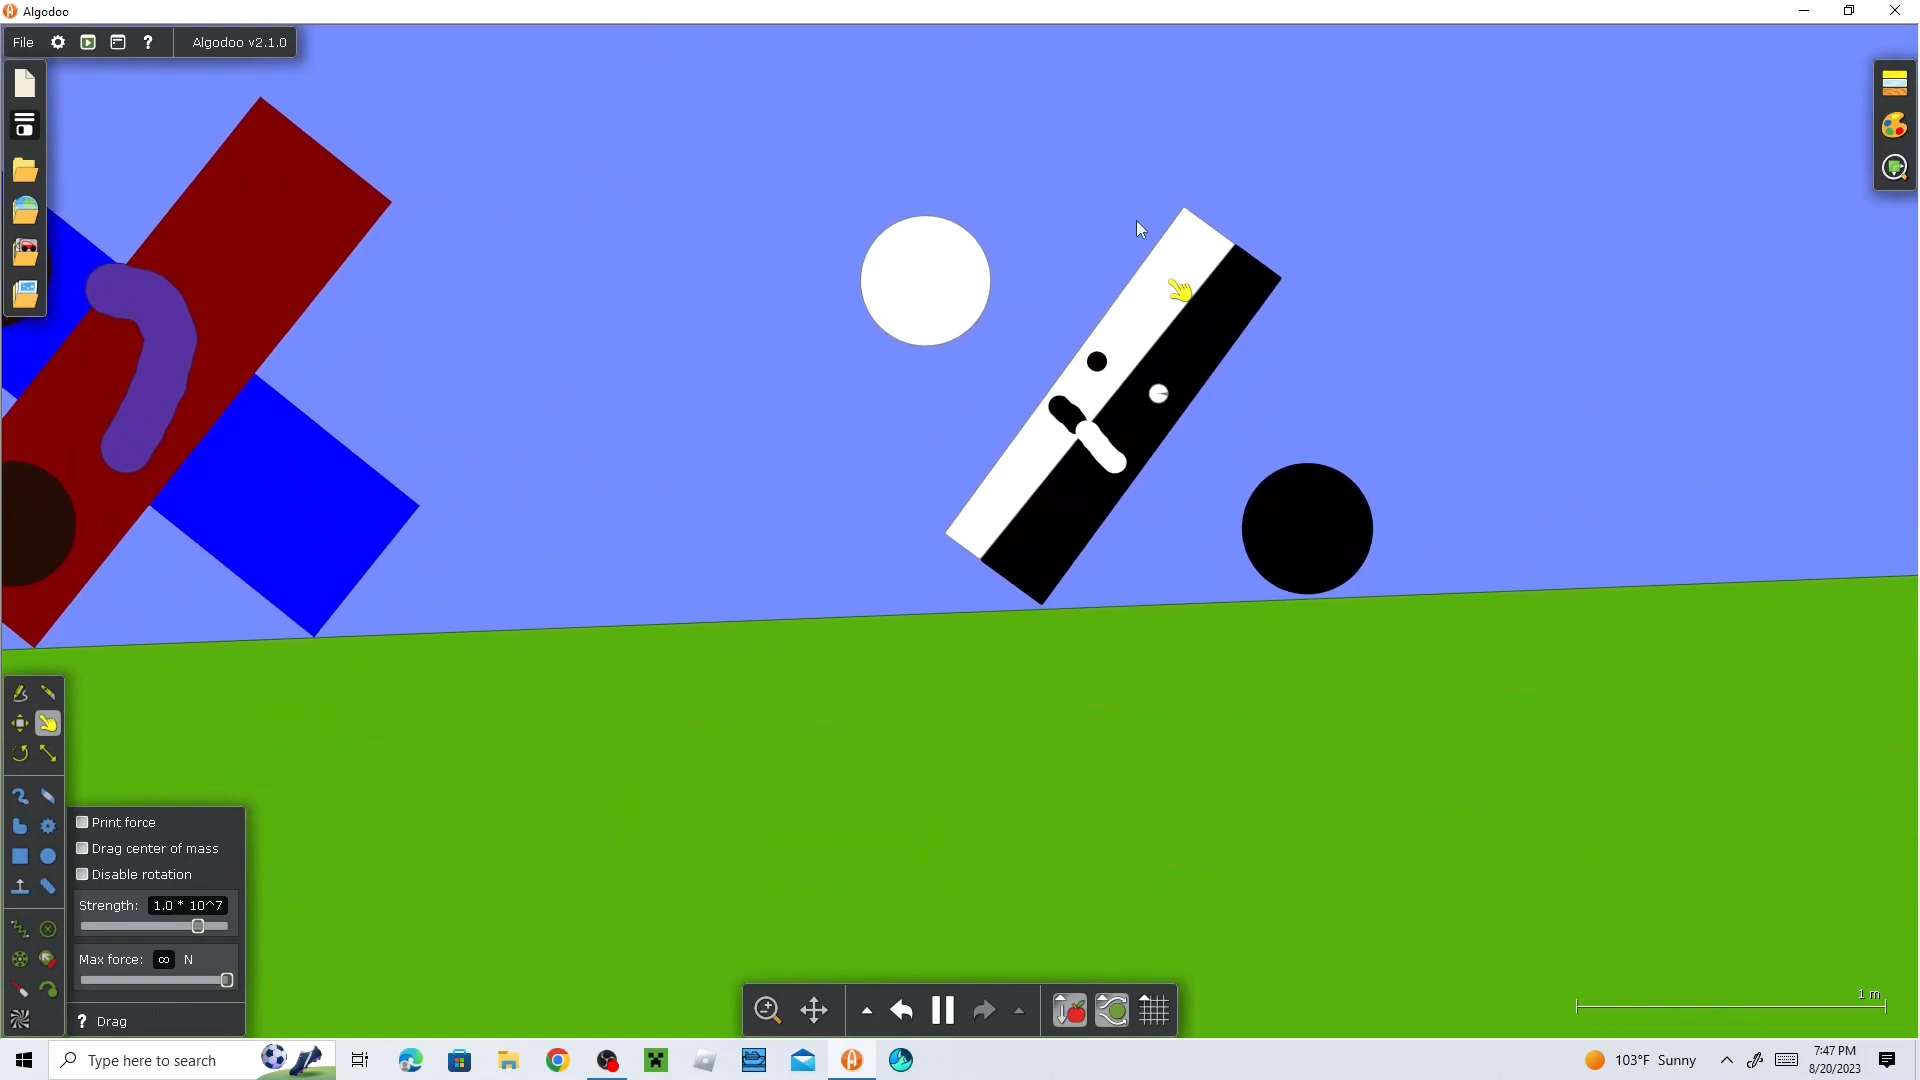 Algodoo
File
?
Algodoo v2.1.0
Print force
Drag center of mass
Disable rotation
Strength: 1.0 * 10^7
Max force: ∞ N
? Drag
1 m
Type here to search
103°F Sunny
7:47 PM
8/20/2023